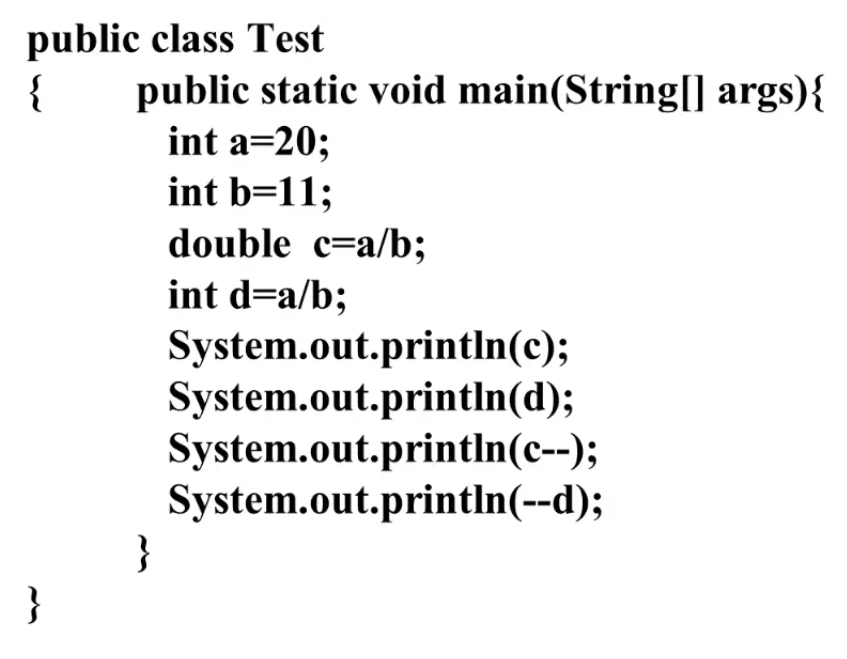 public class Test
{ public static void main(String[] args){
int a=20;
int b=11;
double c=a/b;
int d=a/b;
System.out.println(c);
System.out.println(d);
System.out.println(c--);
System.out.println(--d);
}
}